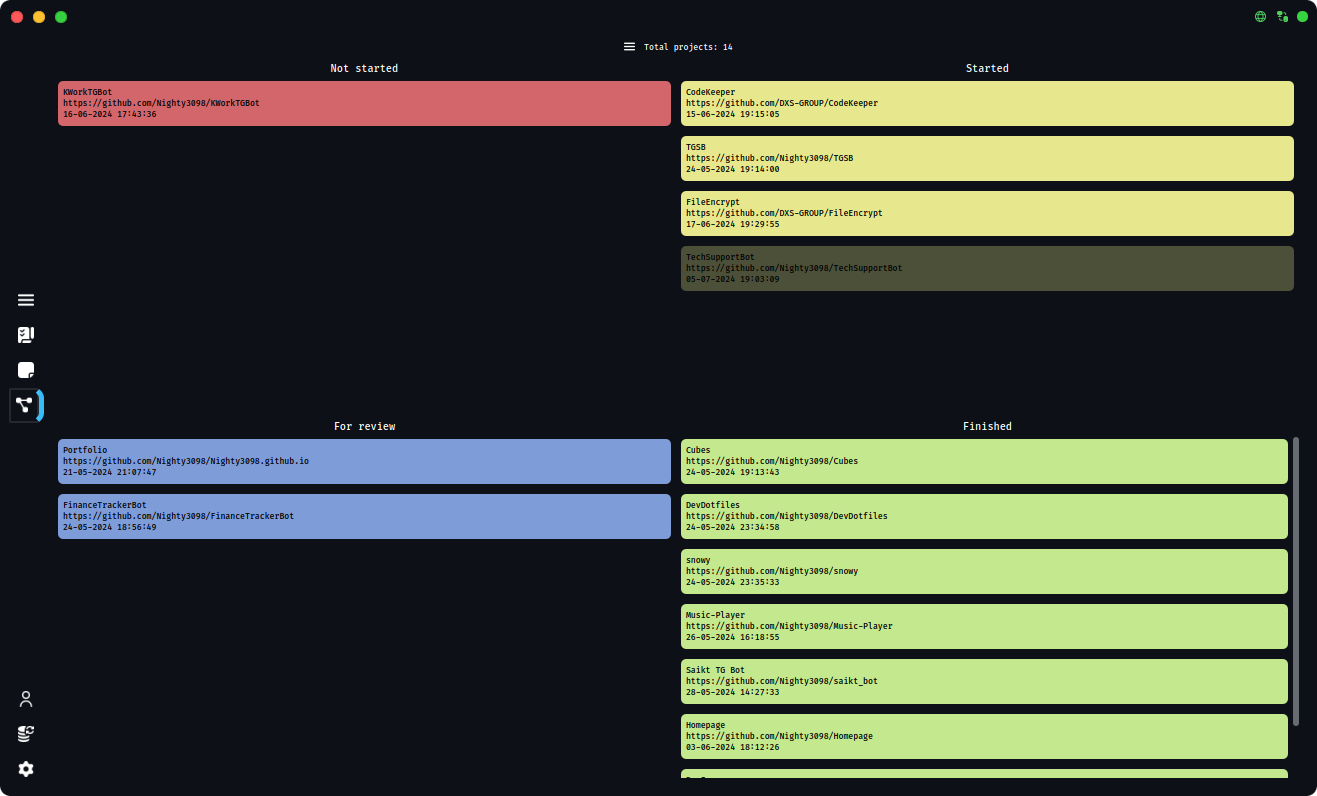 Total projects: 14
Not started
KWorkTGBot
https://github.com/Nighty3098/KWorkTGBot
16-06-2024 17:43:36
Started
CodeKeeper
https://github.com/DXS-GROUP/CodeKeeper
15-06-2024 19:15:05
TGSB
https://github.com/Nighty3098/TGSB
24-05-2024 19:14:00
FileEncrypt
https://github.com/DXS-GROUP/FileEncrypt
17-06-2024 19:29:55
TechSupportBot
https://github.com/Nighty3098/TechSupportBot
05-07-2024 19:03:09
For review
Portfolio
https://github.com/Nighty3098/Nighty3098.github.io
21-05-2024 21:07:47
FinanceTrackerBot
https://github.com/Nighty3098/FinanceTrackerBot
24-05-2024 18:56:49
Finished
Cubes
https://github.com/Nighty3098/Cubes
24-05-2024 19:13:43
DevDotfiles
https://github.com/Nighty3098/DevDotfiles
24-05-2024 23:34:58
snowy
https://github.com/Nighty3098/snowy
24-05-2024 23:35:33
Music-Player
https://github.com/Nighty3098/Music-Player
26-05-2024 16:18:55
Saikt TG Bot
https://github.com/Nighty3098/saikt_bot
28-05-2024 14:27:33
Homepage
https://github.com/Nighty3098/Homepage
03-06-2024 18:12:26